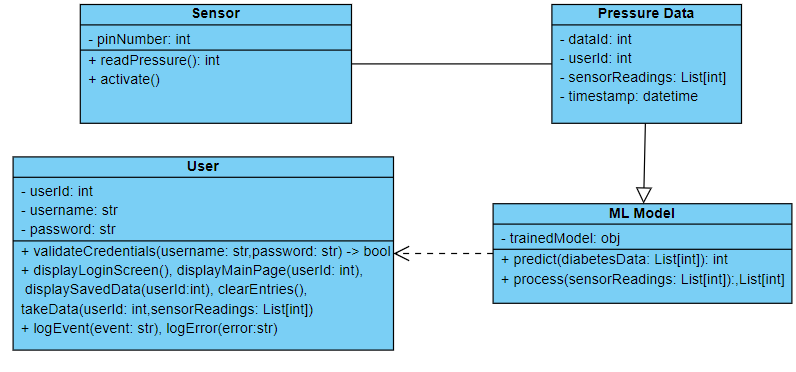 Sensor
- pinNumber: int
+ readPressure(): int
+ activate()
Pressure Data
- dataId: int
- userId: int
- sensorReadings: List[int]
- timestamp: datetime
User
- userId: int
- username: str
- password: str
+ validateCredentials(username: str,password: str) -> bool
+ displayLoginScreen(), displayMainPage(userId: int),
displaySavedData(userId:int), clearEntries(),
takeData(userId: int,sensorReadings: List[int])
+ logEvent(event: str), logError(error:str)
ML Model
- trainedModel: obj
+ predict(diabetesData: List[int]): int
+ process(sensorReadings: List[int]):,List[int]